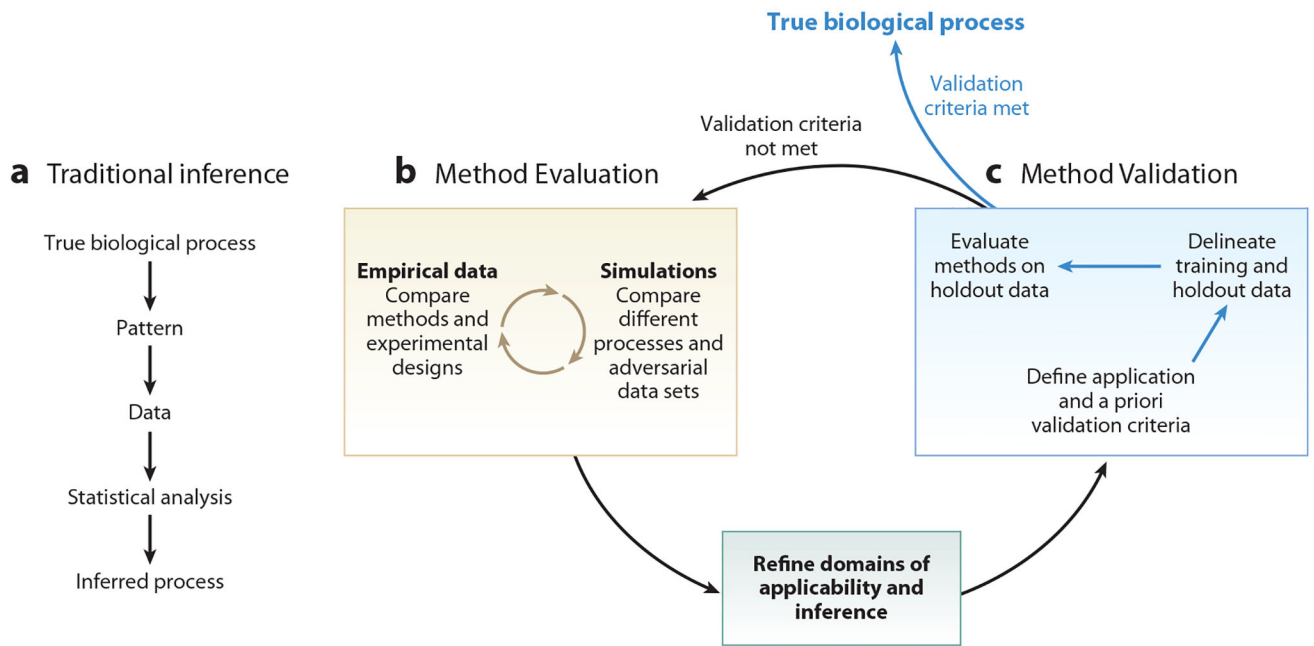 True biological process
Validation
criteria met
Validation criteria
not met
a Traditional inference
True biological process
Pattern
Data
Statistical analysis
Inferred process
b Method Evaluation
Empirical data
Compare
methods and
experimental
designs
Simulations
Compare
different
processes and
adversarial
data sets
c Method Validation
Evaluate
methods on
holdout data
Delineate
training and
holdout data
Define application
and a priori
validation criteria
Refine domains of
applicability and
inference